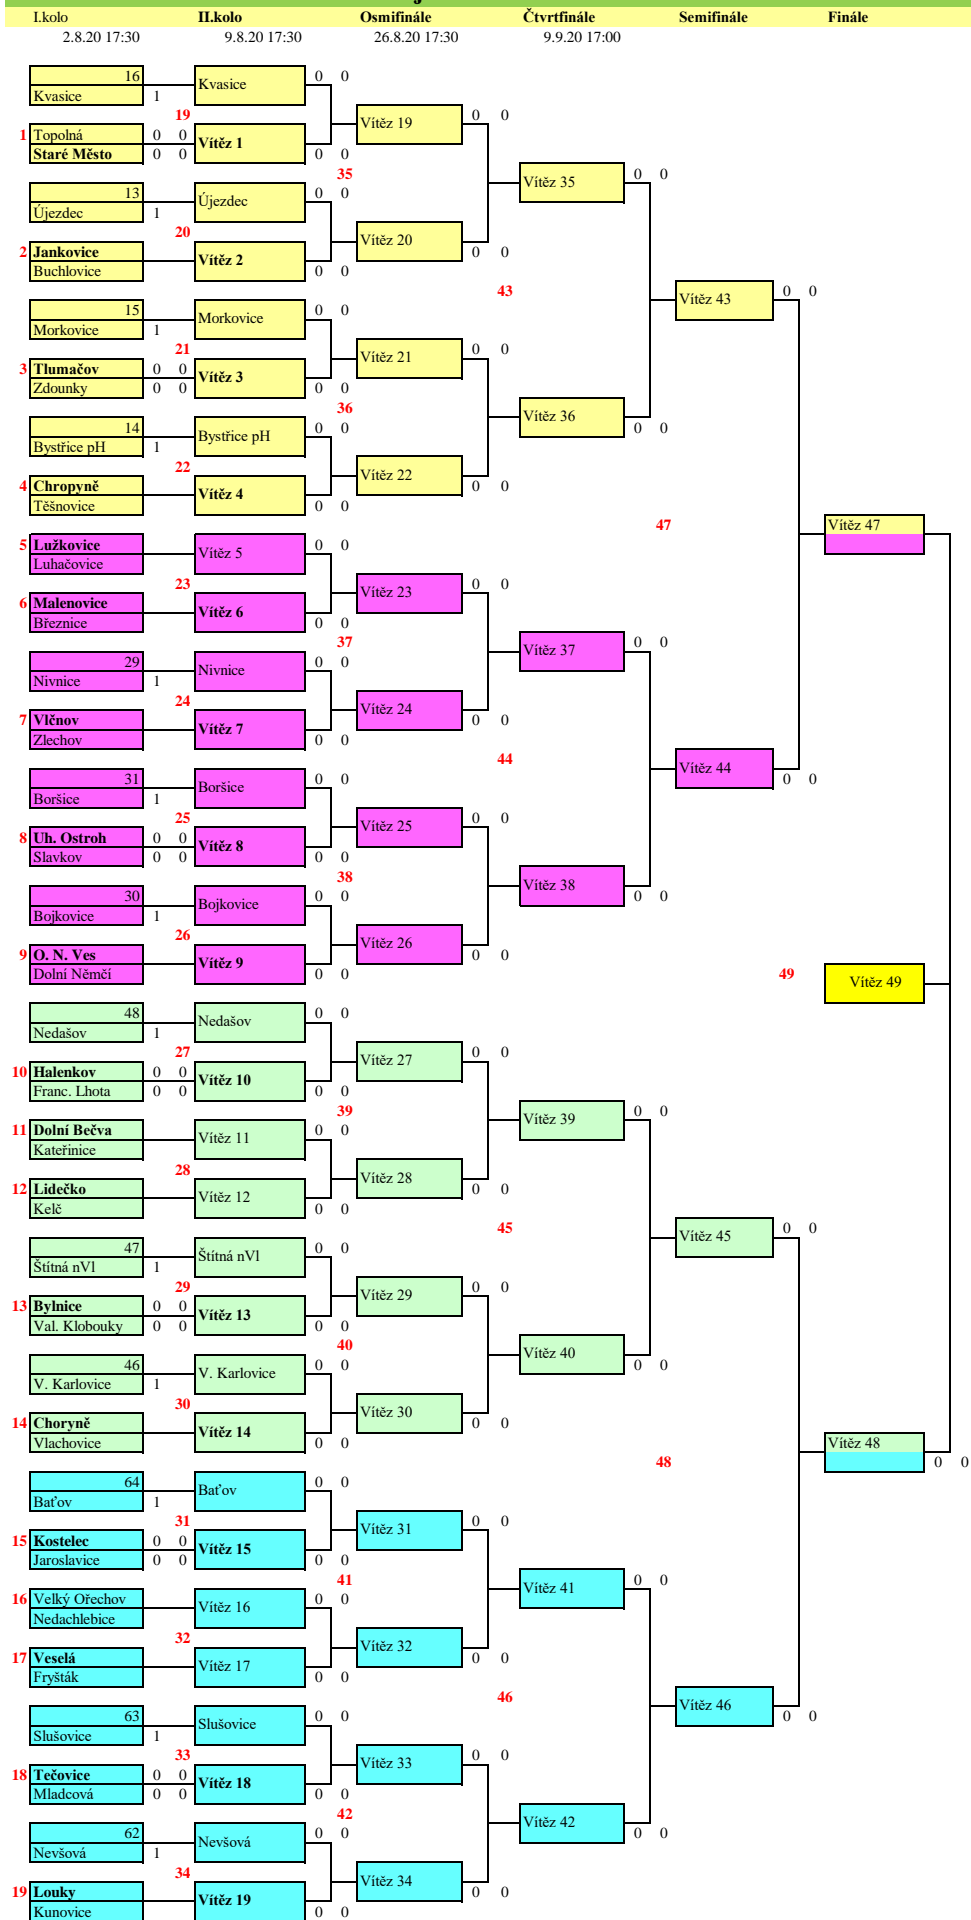 I.kolo II.kolo Osmifinále Čtvrtfinále Semifinále Finále
2.8.20 17:30 9.8.20 17:30 26.8.20 17:30 9.9.20 17:00
16 Kvasice 0 0
Kvasice 1
19 Vítěz 19 0 0
1 Topolná 0 0 Vítěz 1
Staré Město 0 0 0 0
35 Vítěz 35 0 0
13 Újezdec 0 0
Újezdec 1
20 Vítěz 20
2 Jankovice Vítěz 2 0 0
Buchlovice 0 0
43 Vítěz 43 0 0
15 Morkovice 0 0
Morkovice 1
21 Vítěz 21 0 0
3 Tlumačov 0 0 Vítěz 3
Zdounky 0 0 0 0
36 Vítěz 36
14 Bystřice pH 0 0 0 0
Bystřice pH 1
22 Vítěz 22
4 Chropyně Vítěz 4 0 0
Těšnovice 0 0
47 Vítěz 47
5 Lužkovice Vítěz 5 0 0
Luhačovice
23 Vítěz 23 0 0
6 Malenovice Vítěz 6
Březnice 0 0
37 Vítěz 37 0 0
29 Nivnice 0 0
Nivnice 1
24 Vítěz 24
7 Vlčnov Vítěz 7 0 0
Zlechov 0 0
44 Vítěz 44
31 Boršice 0 0 0 0
Boršice 1
25 Vítěz 25 0 0
8 Uh. Ostroh 0 0 Vítěz 8
Slavkov 0 0 0 0
38 Vítěz 38
30 Bojkovice 0 0 0 0
Bojkovice 1
26 Vítěz 26
9 O. N. Ves Vítěz 9 0 0
Dolní Němčí 0 0
49 Vítěz 49
48 Nedašov 0 0
Nedašov 1
27 Vítěz 27 0 0
10 Halenkov 0 0 Vítěz 10
Franc. Lhota 0 0 0 0
39 Vítěz 39 0 0
11 Dolní Bečva Vítěz 11 0 0
Kateřinice
28 Vítěz 28
12 Lidečko Vítěz 12 0 0
Kelč 0 0
45 Vítěz 45 0 0
47 Štítná nVl 0 0
Štítná nVl 1
29 Vítěz 29 0 0
13 Bylnice 0 0 Vítěz 13
Val. Klobouky 0 0 0 0
40 Vítěz 40
46 V. Karlovice 0 0 0 0
V. Karlovice 1
30 Vítěz 30
14 Choryně Vítěz 14 0 0
Vlachovice 0 0
48 Vítěz 48 0 0
64 Baťov 0 0
Baťov 1
31 Vítěz 31 0 0
15 Kostelec 0 0 Vítěz 15
Jaroslavice 0 0 0 0
41 Vítěz 41 0 0
16 Velký Ořechov Vítěz 16 0 0
Nedachlebice
32 Vítěz 32
17 Veselá Vítěz 17 0 0
Fryšták 0 0
46 Vítěz 46
63 Slušovice 0 0 0 0
Slušovice 1
33 Vítěz 33 0 0
18 Tečovice 0 0 Vítěz 18
Mladcová 0 0 0 0
42 Vítěz 42
62 Nevšová 0 0 0 0
Nevšová 1
34 Vítěz 34
19 Louky Vítěz 19 0 0
Kunovice 0 0